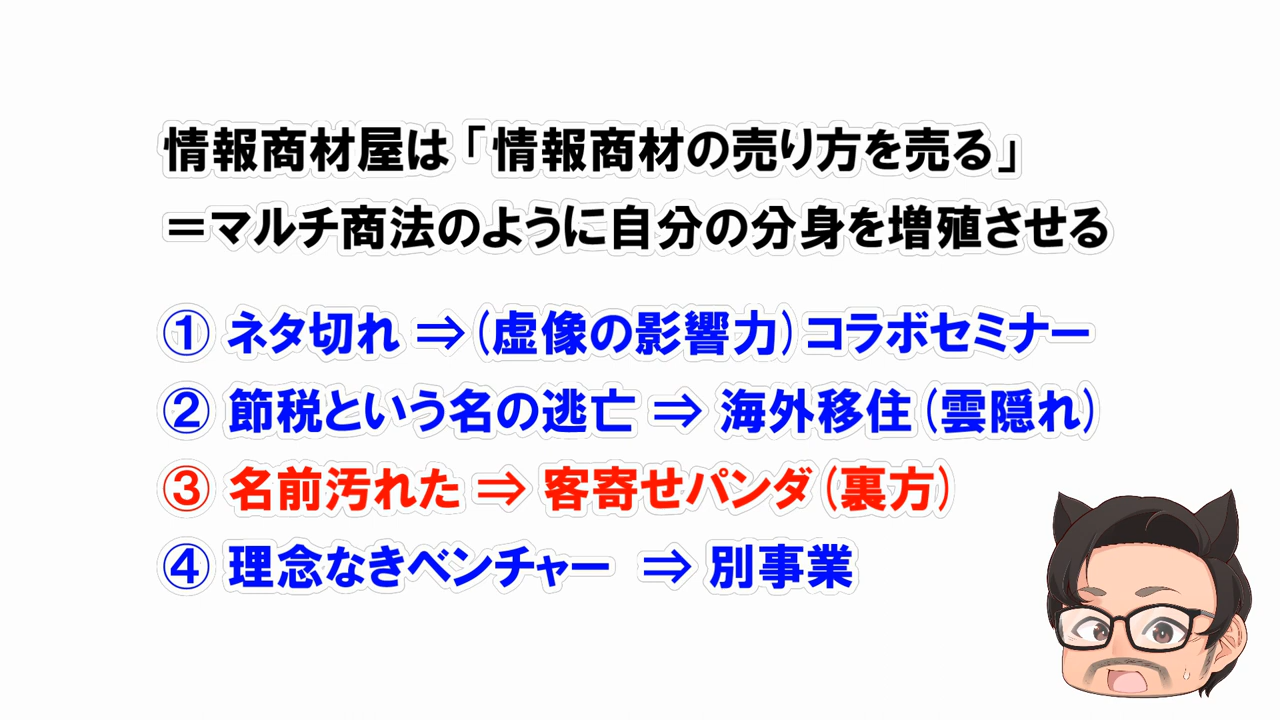 情報商材屋は「情報商材の売り方を売る」
＝マルチ商法のように自分の分身を増殖させる
① ネタ切れ ⇒ (虚像の影響力) コラボセミナー
② 節税という名の逃亡 ⇒ 海外移住 (雲隠れ)
③ 名前汚れた ⇒ 客寄せパンダ (裏方)
④ 理念なきベンチャー ⇒ 別事業